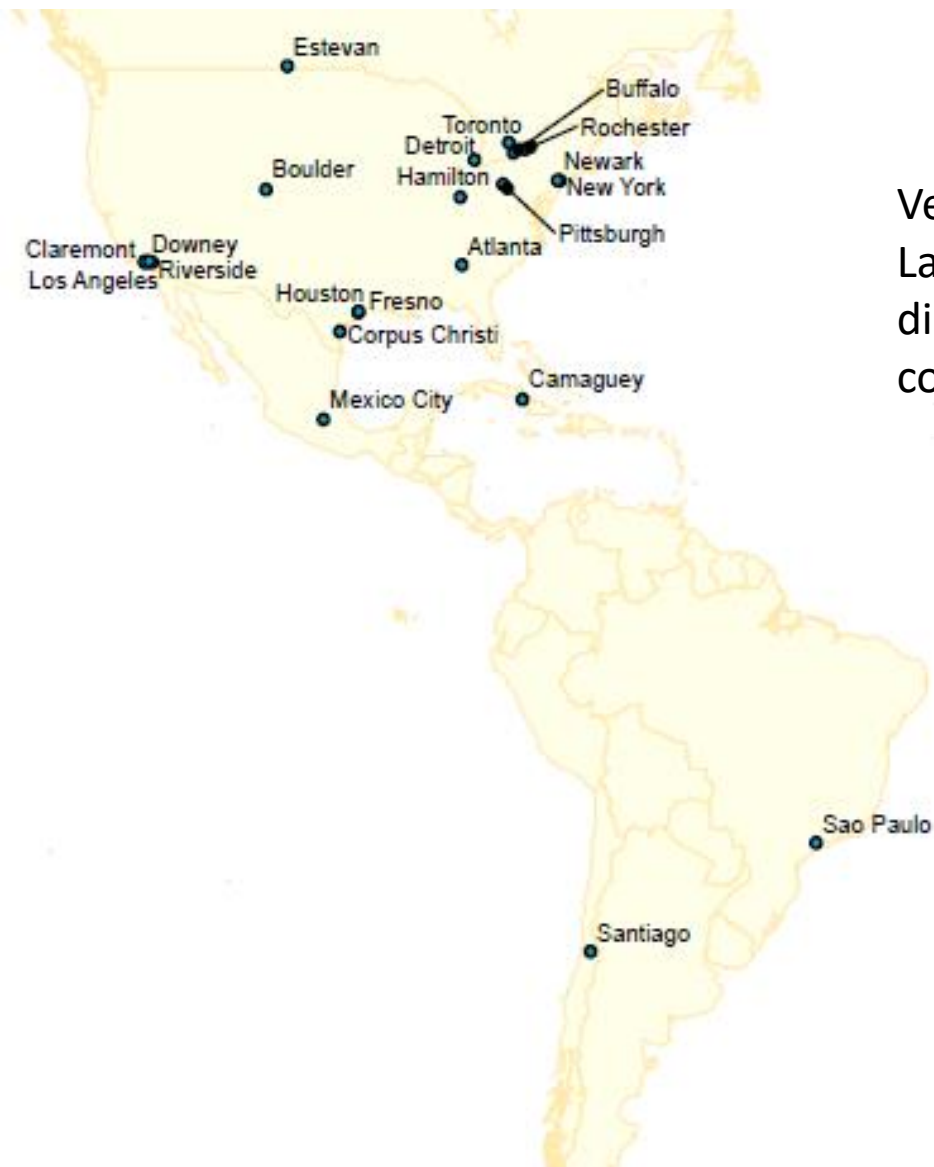 Estevan
Buffalo
Toronto
Rochester
Detroit
Newark
Boulder
Hamilton
New York
Pittsburgh
Claremont
Downey
Atlanta
Los Angeles
Riverside
Houston
Fresno
Corpus Christi
Camaguey
Mexico City
Sao Paulo
Santiago